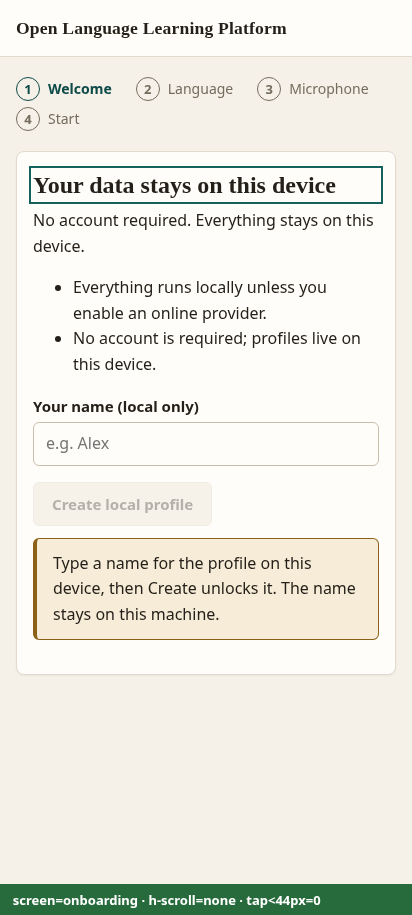 Open Language Learning Platform
1 Welcome 2 Language 3 Microphone
4 Start
Your data stays on this device
No account required. Everything stays on this
device.
• Everything runs locally unless you
enable an online provider.
• No account is required; profiles live on
this device.
Your name (local only)
e.g. Alex
Create local profile
Type a name for the profile on this
device, then Create unlocks it. The name
stays on this machine.
screen=onboarding · h-scroll=none · tap<44px=0